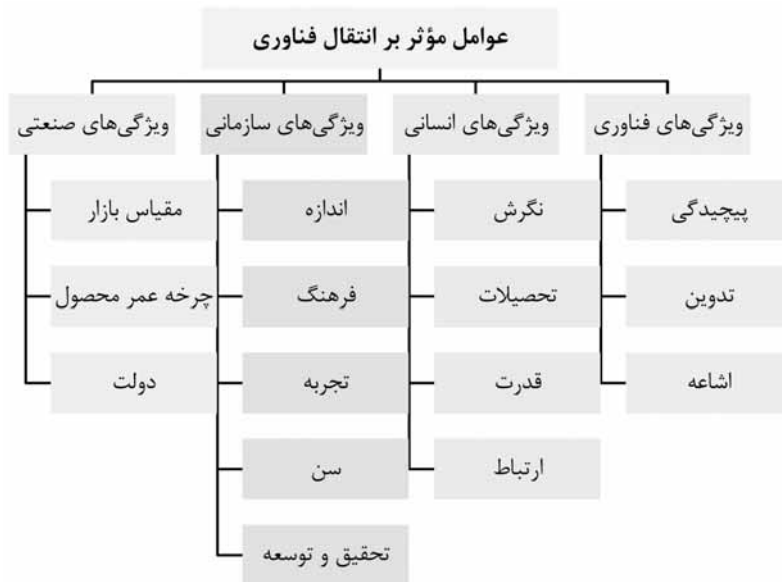 عوامل مؤثر بر انتقال فناوری
ویژگی‌های فناوری
پیچیدگی
تدوین
اشاعه
ویژگی‌های انسانی
نگرش
تحصیلات
قدرت
ارتباط
ویژگی‌های سازمانی
اندازه
فرهنگ
تجربه
سن
تحقیق و توسعه
ویژگی‌های صنعتی
مقیاس بازار
چرخه عمر محصول
دولت